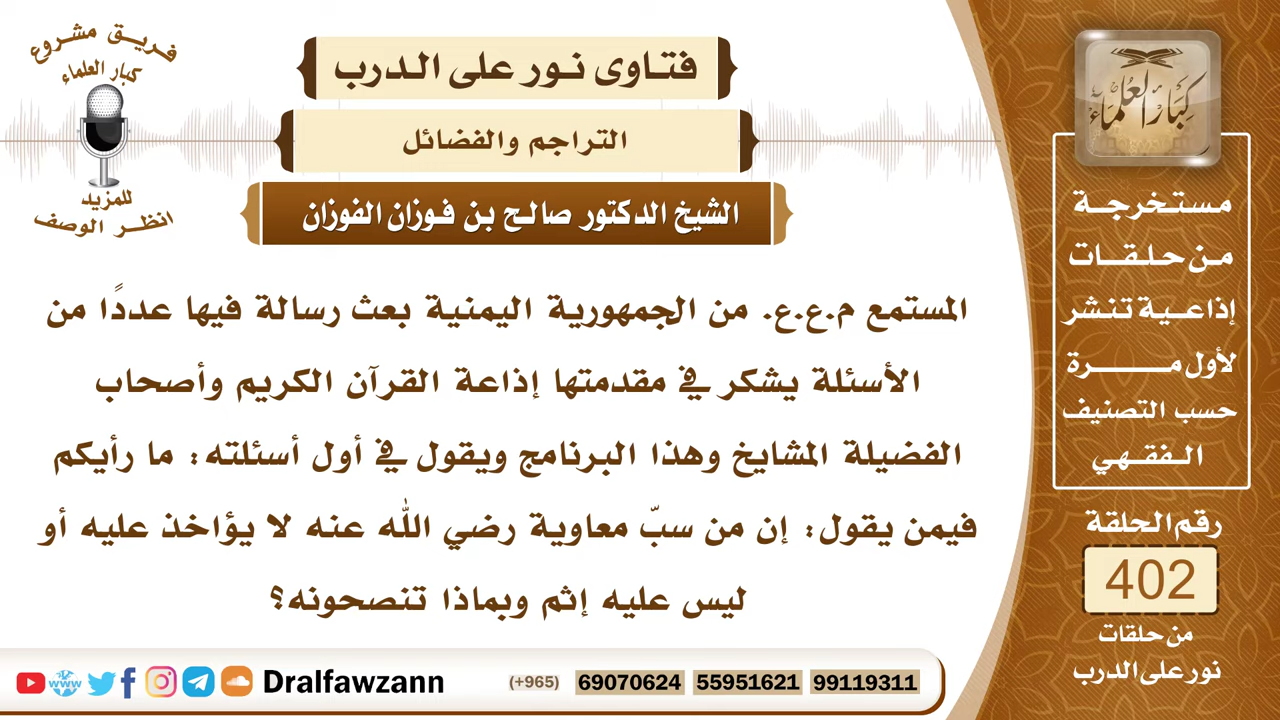 فريق مشروع
كبار العلماء
للمزيد
انظر الوصف
فتاوى نور على الدرب
التراجم والفضائل
الشيخ الدكتور صالح بن فوزان الفوزان
المستمع م.ع.ع. من الجمهورية اليمنية بعث رسالة فيها عددًا من
الأسئلة يشكر في مقدمتها إذاعة القرآن الكريم وأصحاب
الفضيلة المشايخ وهذا البرنامج ويقول في أول أسئلته: ما رأيكم
فيمن يقول: إن من سبّ معاوية رضي الله عنه لا يؤاخذ عليه أو
ليس عليه إثم وبماذا تنصحونه؟
كبار العلماء
مستخرجة
من حلقات
إذاعية تنشر
لأول مرة
حسب التصنيف
الفقهي
رقم الحلقة
402
من حلقات
نور على الدرب
www
Dralfawzann
(+965) 69070624 55951621 99119311